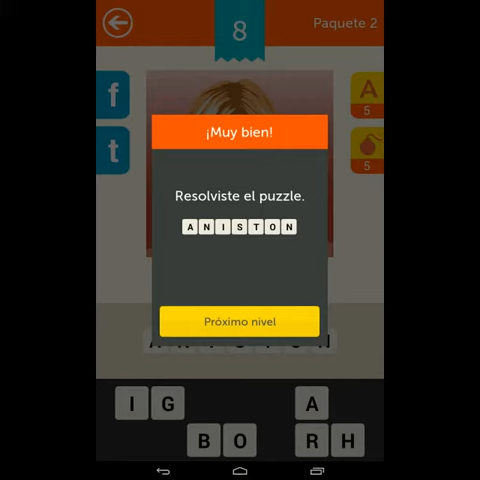 8
Paquete 2
f
A
5
¡Muy bien!
t
5
Resolviste el puzzle.
ANISTON
Próximo nivel
I G A
B O R H